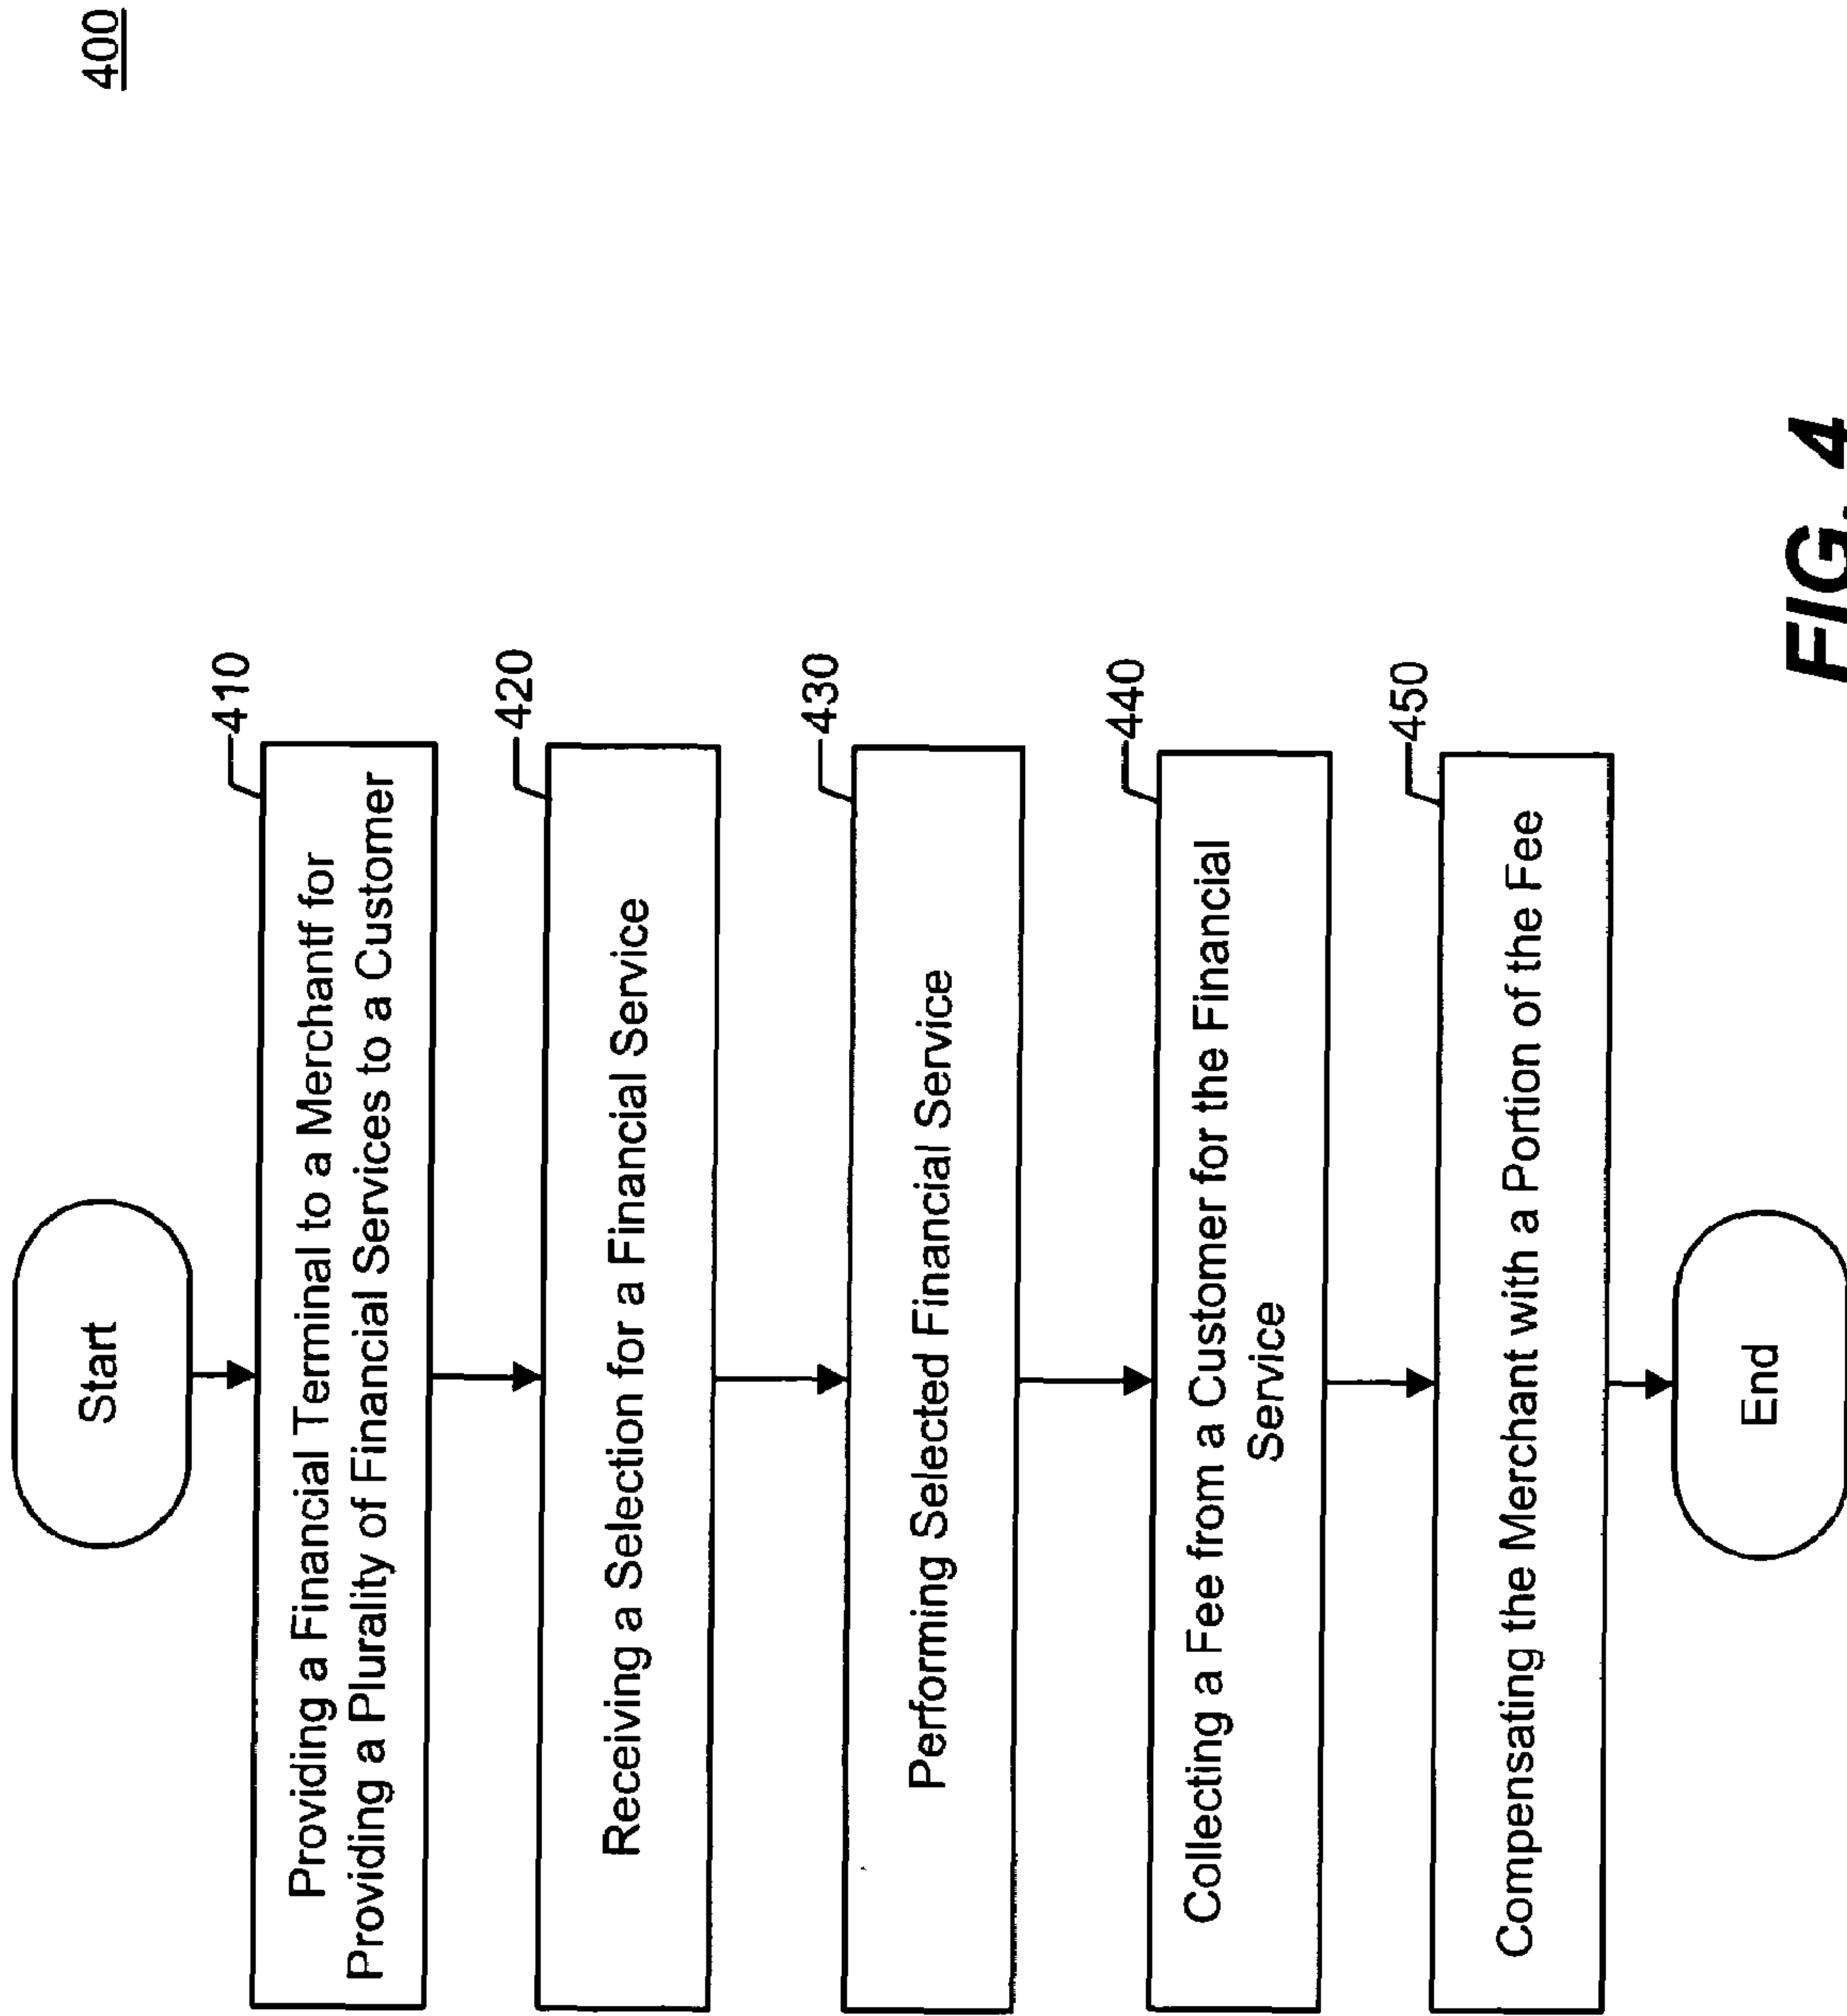 400
Start
410
Providing a Financial Terminal to a Merchantf for
Providing a Plurality of Financial Services to a Customer
420
Receiving a Selection for a Financial Service
430
Performing Selected Financial Service
440
Collecting a Fee from a Customer for the Financial
Service
450
Compensating the Merchant with a Portion of the Fee
End
FIG. 4